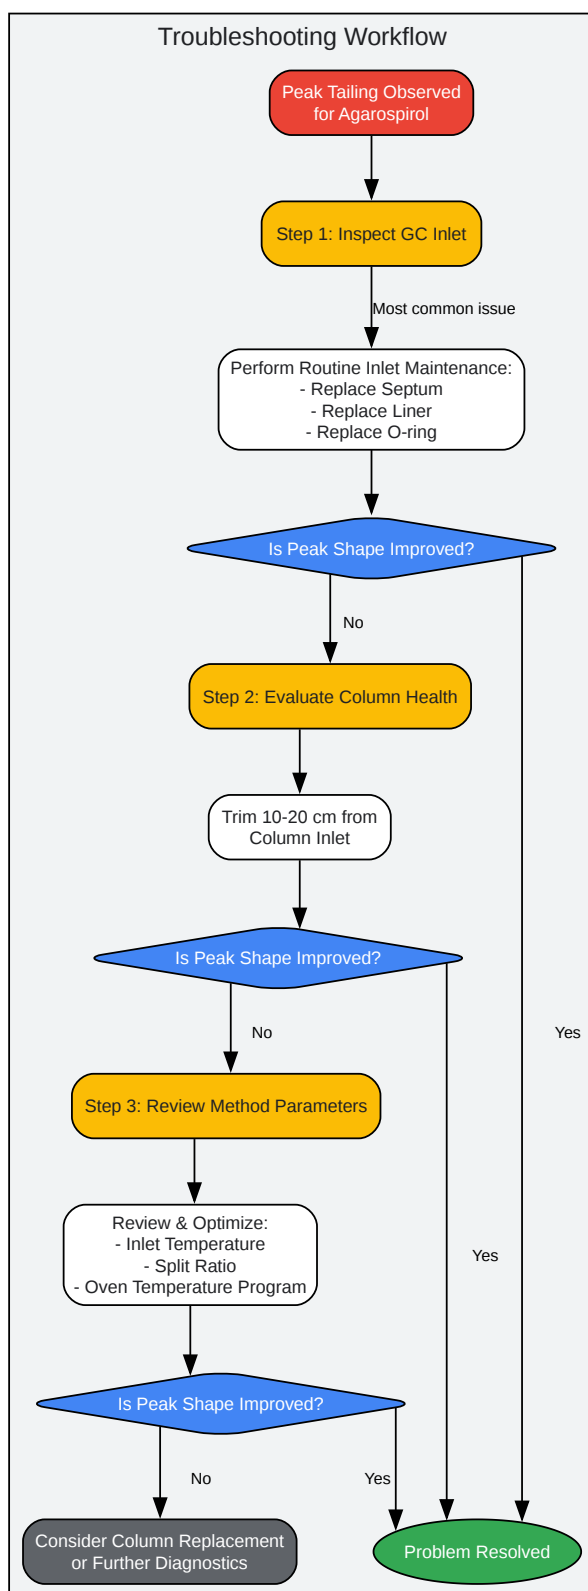 Troubleshooting Workflow
Peak Tailing Observed
for Agarospirol
Step 1: Inspect GC Inlet
Most common issue
Perform Routine Inlet Maintenance:
- Replace Septum
- Replace Liner
- Replace O-ring
Is Peak Shape Improved?
No
Step 2: Evaluate Column Health
Trim 10-20 cm from
Column Inlet
Is Peak Shape Improved?
No
Yes
Step 3: Review Method Parameters
Review & Optimize:
- Inlet Temperature
- Split Ratio
- Oven Temperature Program
Yes
Is Peak Shape Improved?
No
Yes
Consider Column Replacement
or Further Diagnostics
Problem Resolved